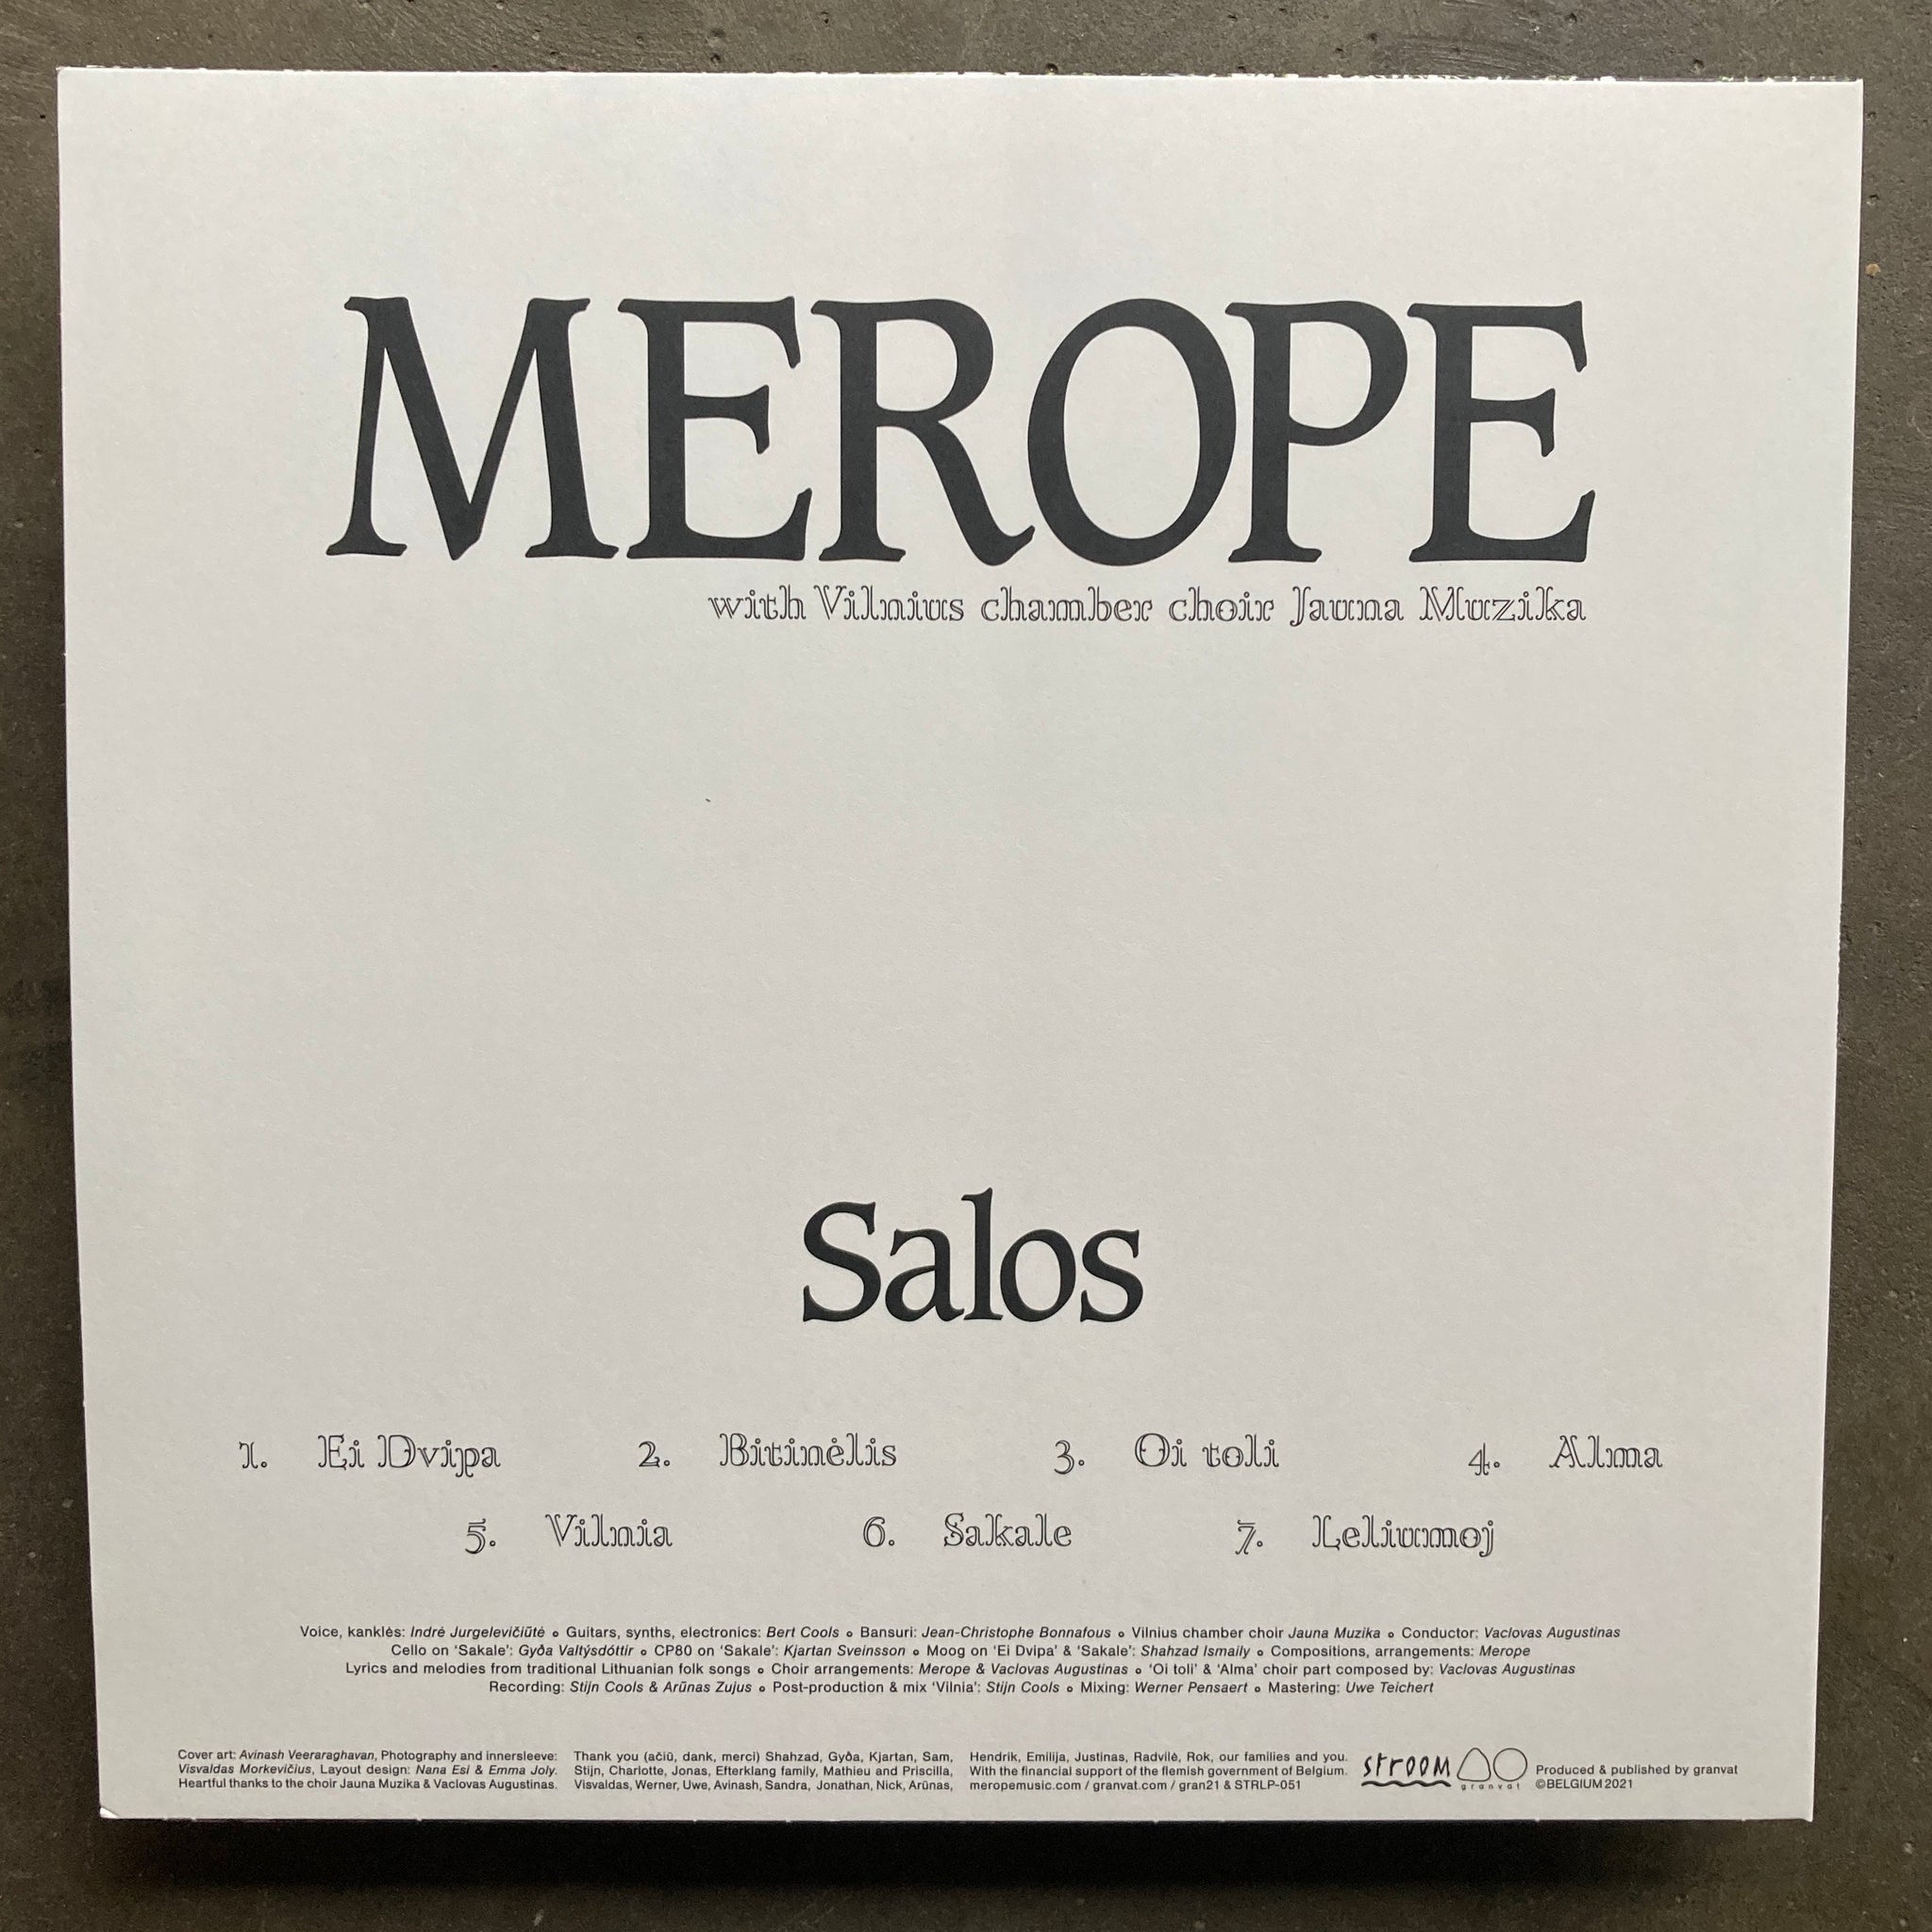 MEROPE
with Vilnius chamber choir Jauna Muzika
Salos
1. Ei Dvipa 2. Bitinėlis 3. Oi toli 4. Alma
5. Vilnia 6. Sakale 7. Leliumoj
Voice, kanklės: Indrė Jurgelevičiūtė ∘ Guitars, synths, electronics: Bert Cools ∘ Bansuri: Jean-Christophe Bonnafous ∘ Vilnius chamber choir Jauna Muzika ∘ Conductor: Vaclovas Augustinas
Cello on ‘Sakale’: Gyða Valtýsdóttir ∘ CP80 on ‘Sakale’: Kjartan Sveinsson ∘ Moog on ‘Ei Dvipa’ & ‘Sakale’: Shahzad Ismaily ∘ Compositions, arrangements: Merope
Lyrics and melodies from traditional Lithuanian folk songs ∘ Choir arrangements: Merope & Vaclovas Augustinas ∘ ‘Oi toli’ & ‘Alma’ choir part composed by: Vaclovas Augustinas
Recording: Stijn Cools & Arūnas Zujus ∘ Post-production & mix ‘Vilnia’: Stijn Cools ∘ Mixing: Werner Pensaert ∘ Mastering: Uwe Teichert
Cover art: Avinash Veeraraghavan, Photography and innersleeve:
Visvaldas Morkevičius, Layout design: Nana Esi & Emma Joly.
Heartful thanks to the choir Jauna Muzika & Vaclovas Augustinas.
Thank you (ačiū, dank, merci) Shahzad, Gyða, Kjartan, Sam,
Stijn, Charlotte, Jonas, Efterklang family, Mathieu and Priscilla,
Visvaldas, Werner, Uwe, Avinash, Sandra, Jonathan, Nick, Arūnas,
Hendrik, Emilija, Justinas, Radvilė, Rok, our families and you.
With the financial support of the flemish government of Belgium.
meropemusic.com / granvat.com / gran21 & STRLP-051
stroom
granvat
Produced & published by granvat
©BELGIUM 2021